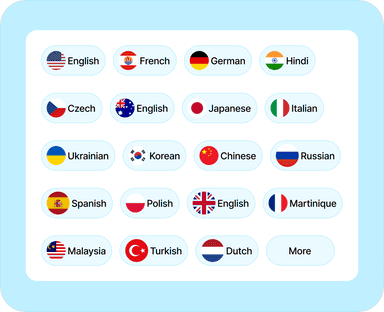 English French German Hindi
Czech English Japanese Italian
Ukrainian Korean Chinese Russian
Spanish Polish English Martinique
Malaysia Turkish Dutch More